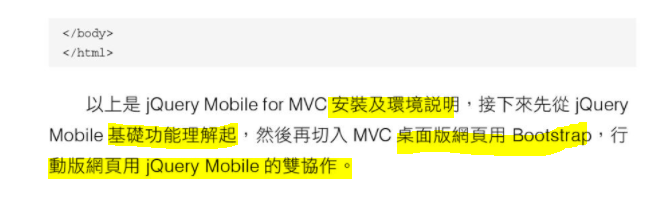 </body>
</html>
以上是 jQuery Mobile for MVC 安裝及環境說明，接下來先從 jQuery
Mobile 基礎功能理解起，然後再切入 MVC 桌面版網頁用 Bootstrap，行
動版網頁用 jQuery Mobile 的雙協作。